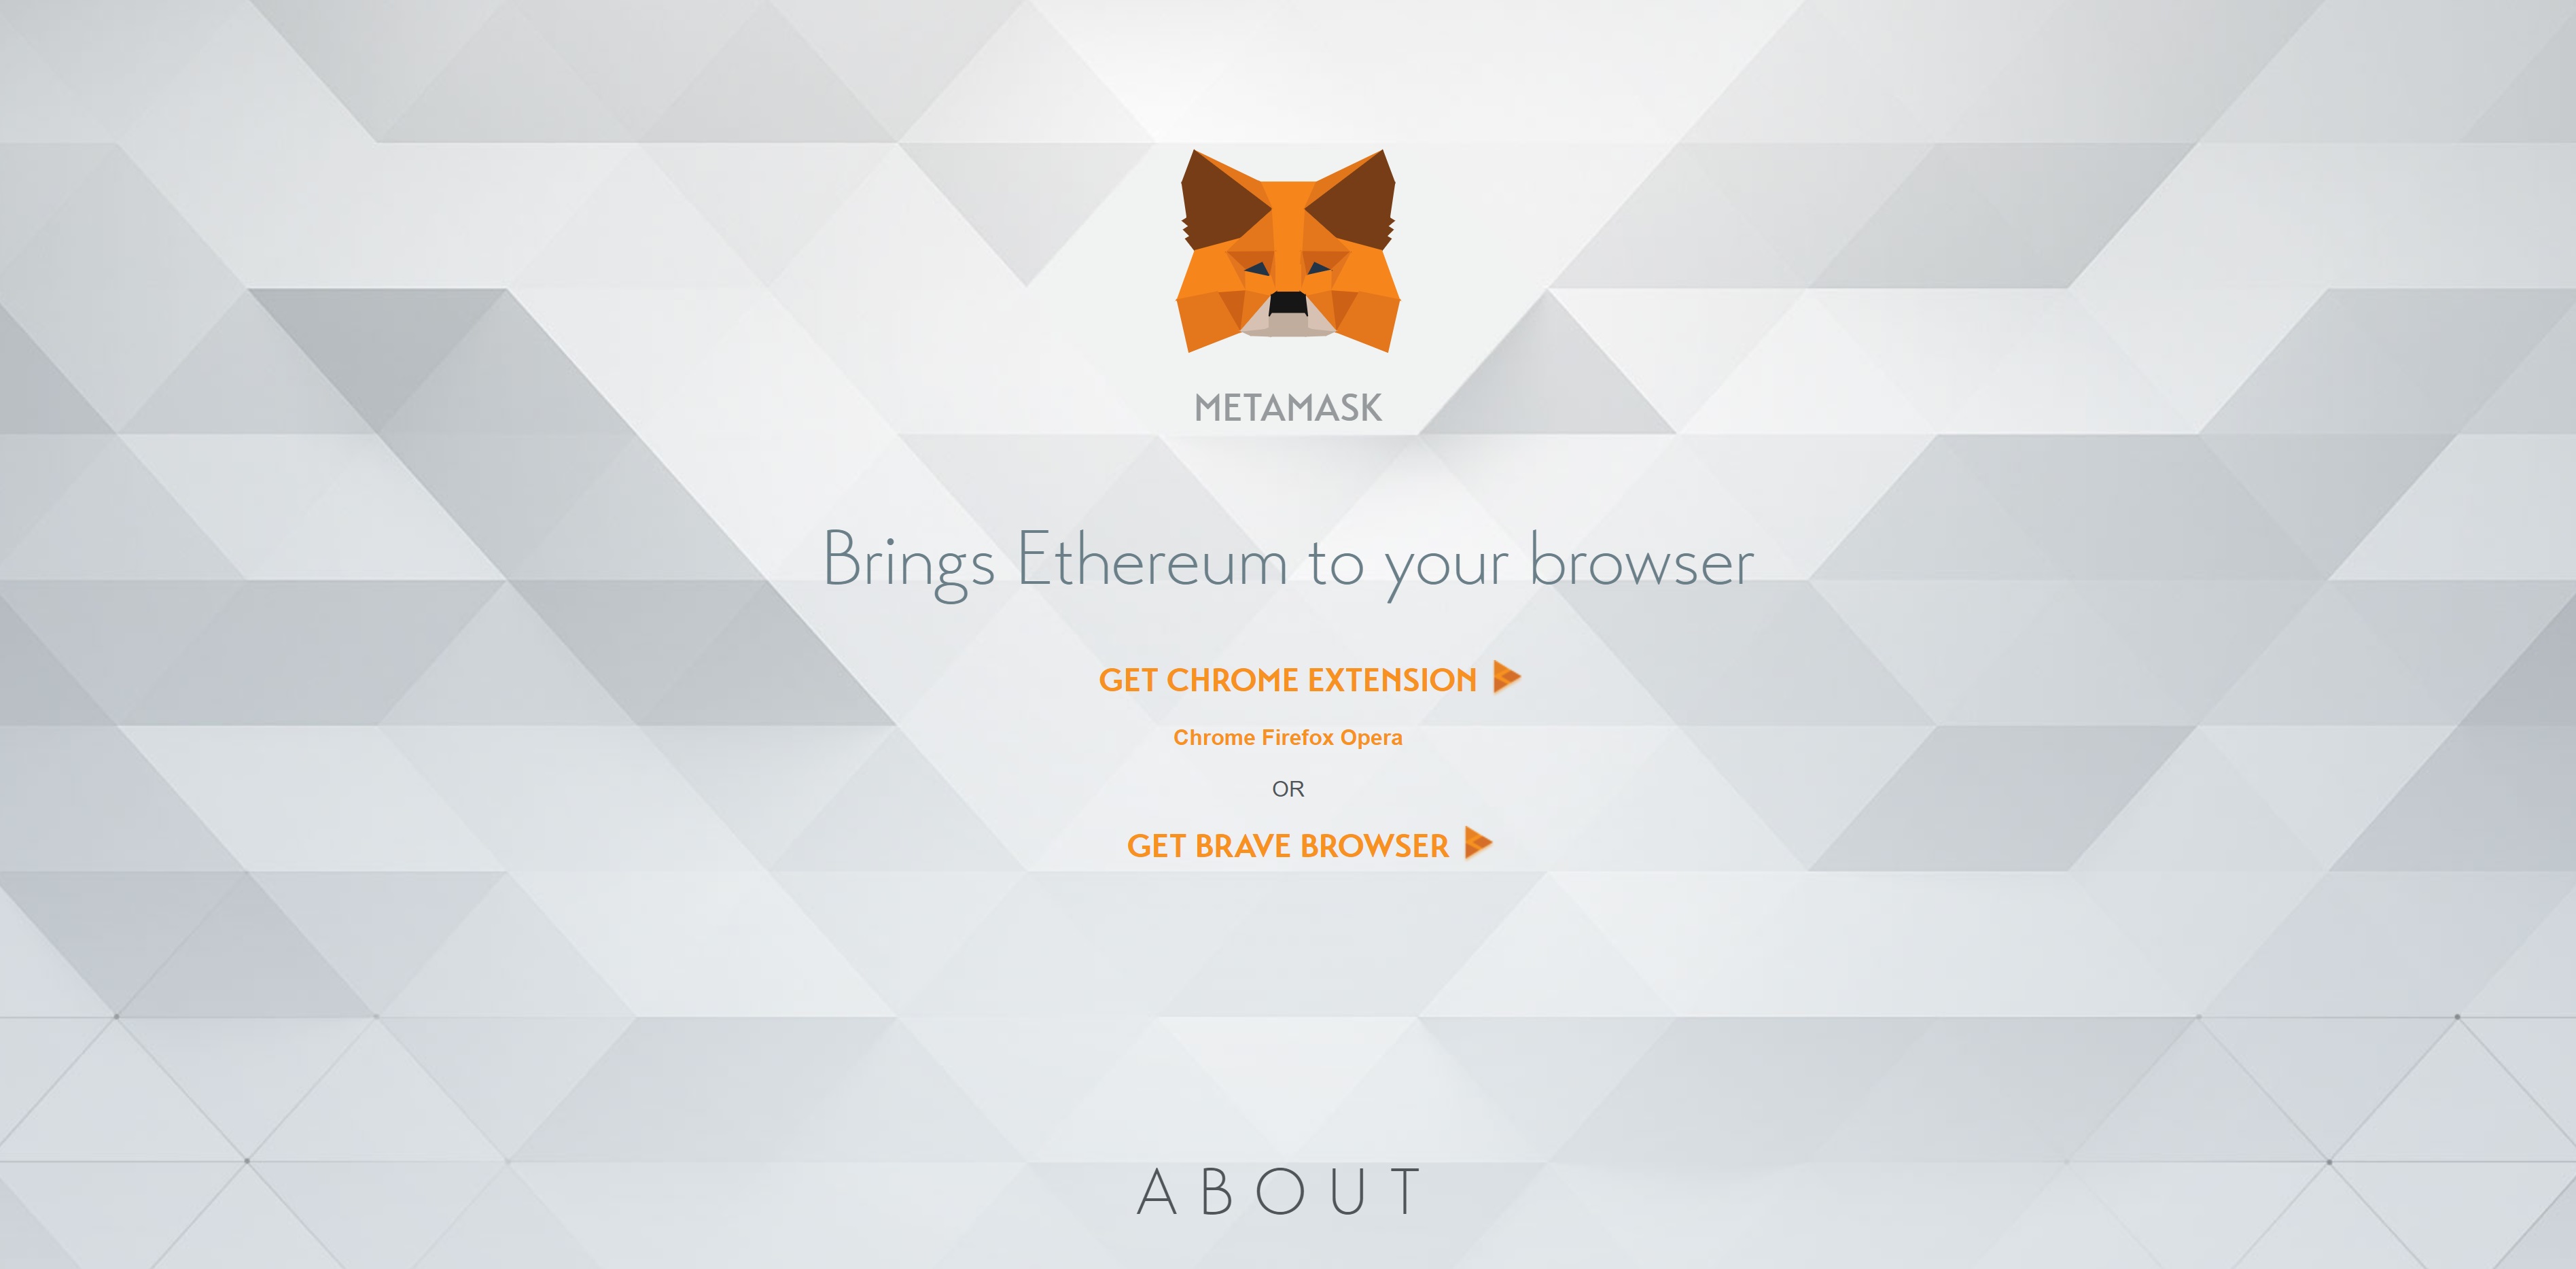 METAMASK
Brings Ethereum to your browser
GET CHROME EXTENSION
Chrome Firefox Opera
OR
GET BRAVE BROWSER
ABOUT